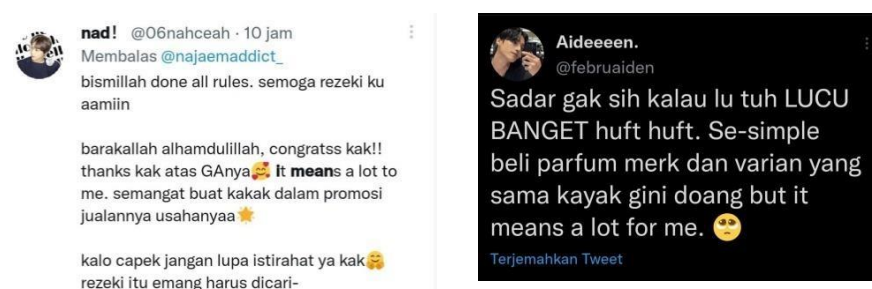 nad! @06nahceah · 10 jam
Membalas @najaemaddict_
bismillah done all rules. semoga rezeki ku
aamiin
barakallah alhamdulillah, congratss kak!!
thanks kak atas GAnya🥰 it means a lot to
me. semangat buat kakak dalam promosi
jualannya usahanyaa🌟
kalo capek jangan lupa istirahat ya kak🤗
rezeki itu emang harus dicari-
Aideeeen.
@februaiden
Sadar gak sih kalau lu tuh LUCU
BANGET huft huft. Se-simple
beli parfum merk dan varian yang
sama kayak gini doang but it
means a lot for me. 🥺
Terjemahkan Tweet